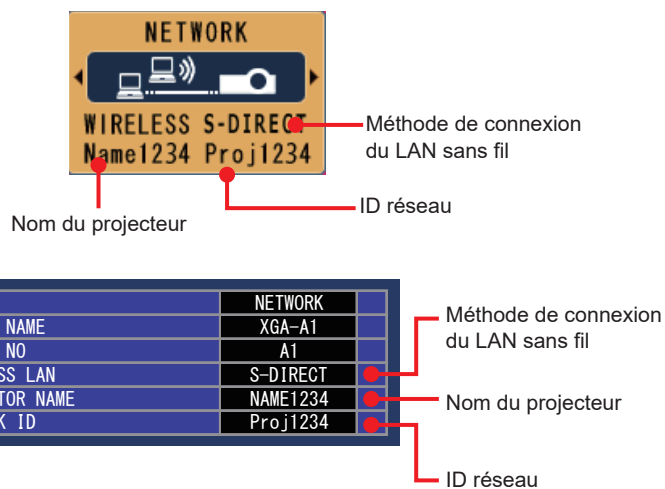 NETWORK
WIRELESS S-DIRECT
Name1234 Proj1234
Méthode de connexion
du LAN sans fil
ID réseau
Nom du projecteur
NETWORK
NAME XGA-A1
NO A1
SS LAN S-DIRECT
TOR NAME NAME1234
K ID Proj1234
Méthode de connexion
du LAN sans fil
Nom du projecteur
ID réseau